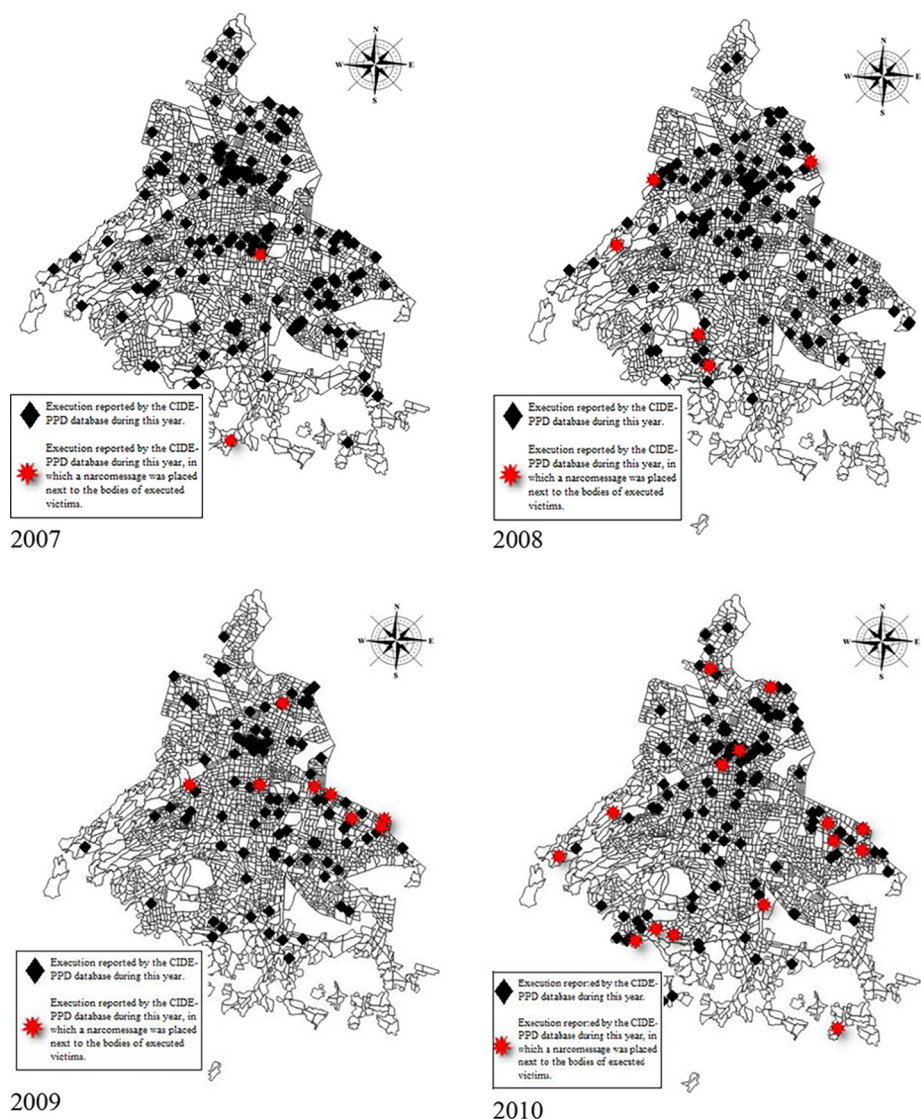 N
W
E
S
Execution reported by the CIDE-
PPD database during this year.
Execution reported by the CIDE-
PPD database during this year, in
which a narcomessage was placed
next to the bodies of executed
victims.
2007
N
W
E
S
Execution reported by the CIDE-
PPD database during this year.
Execution reported by the CIDE-
PPD database during this year, in
which a narcomessage was placed
next to the bodies of executed
victims.
2008
N
W
E
S
Execution reported by the CIDE-
PPD database during this year.
Execution reported by the CIDE-
PPD database during this year, in
which a narcomessage was placed
next to the bodies of executed
victims.
2009
N
W
E
S
Execution reported by the CIDE-
PPD database during this year.
Execution reported by the CIDE-
PPD database during this year, in
which a narcomessage was placed
next to the bodies of executed
victims.
2010